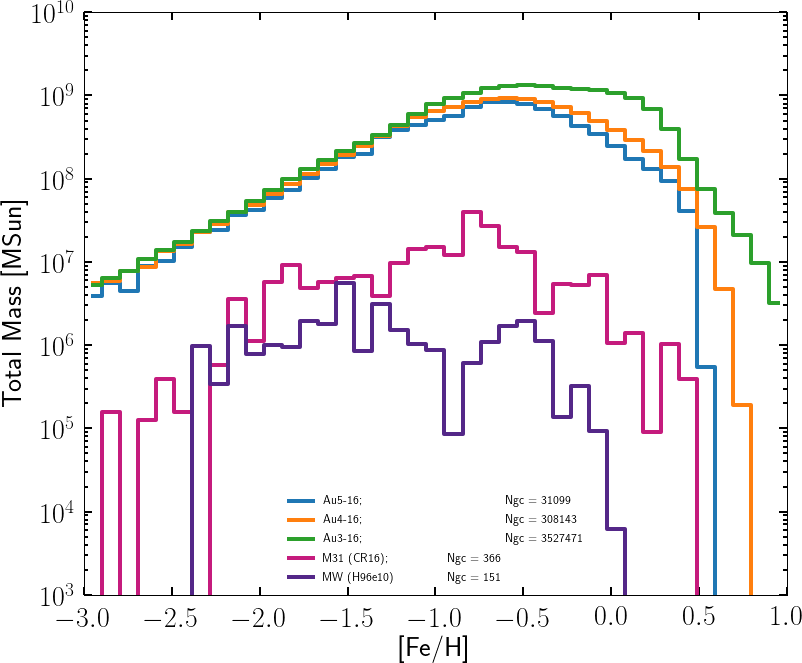 10^10
10^9
10^8
10^7
10^6
10^5
10^4
10^3
Total Mass [MSun]
Au5-16; Ngc = 31099
Au4-16; Ngc = 308143
Au3-16; Ngc = 3527471
M31 (CR16); Ngc = 366
MW (H96e10) Ngc = 151
−3.0 −2.5 −2.0 −1.5 −1.0 −0.5 0.0 0.5 1.0
[Fe/H]